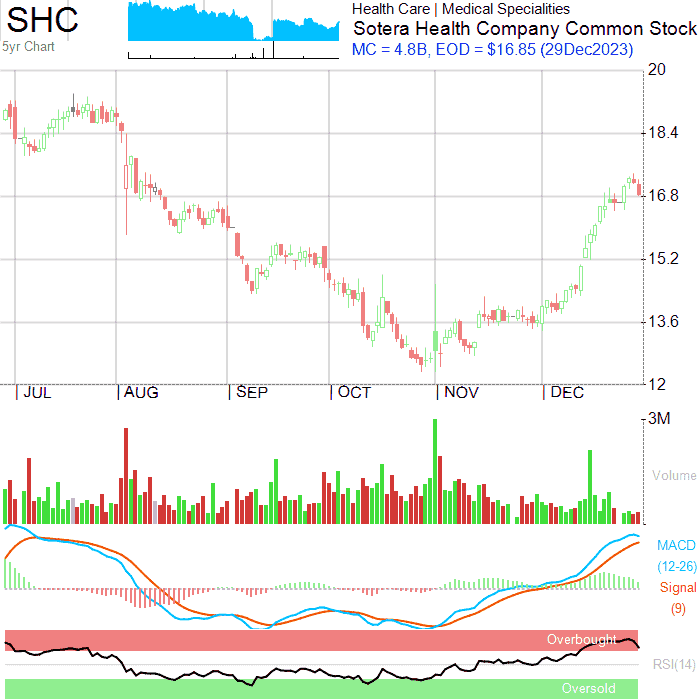 SHC
5yr Chart
Health Care | Medical Specialities
Sotera Health Company Common Stock
MC = 4.8B, EOD = $16.85 (29Dec2023)
20
18.4
16.8
15.2
13.6
12
JUL AUG SEP OCT NOV DEC
3M
Volume
MACD
(12-26)
Signal
(9)
Overbought
RSI(14)
Oversold